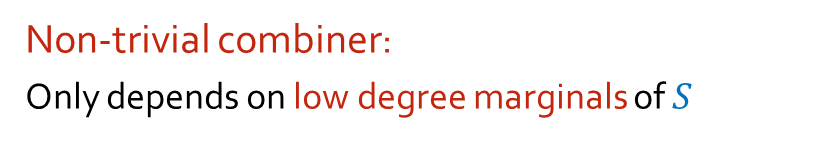 Non-trivial combiner:
Only depends on low degree marginals of S